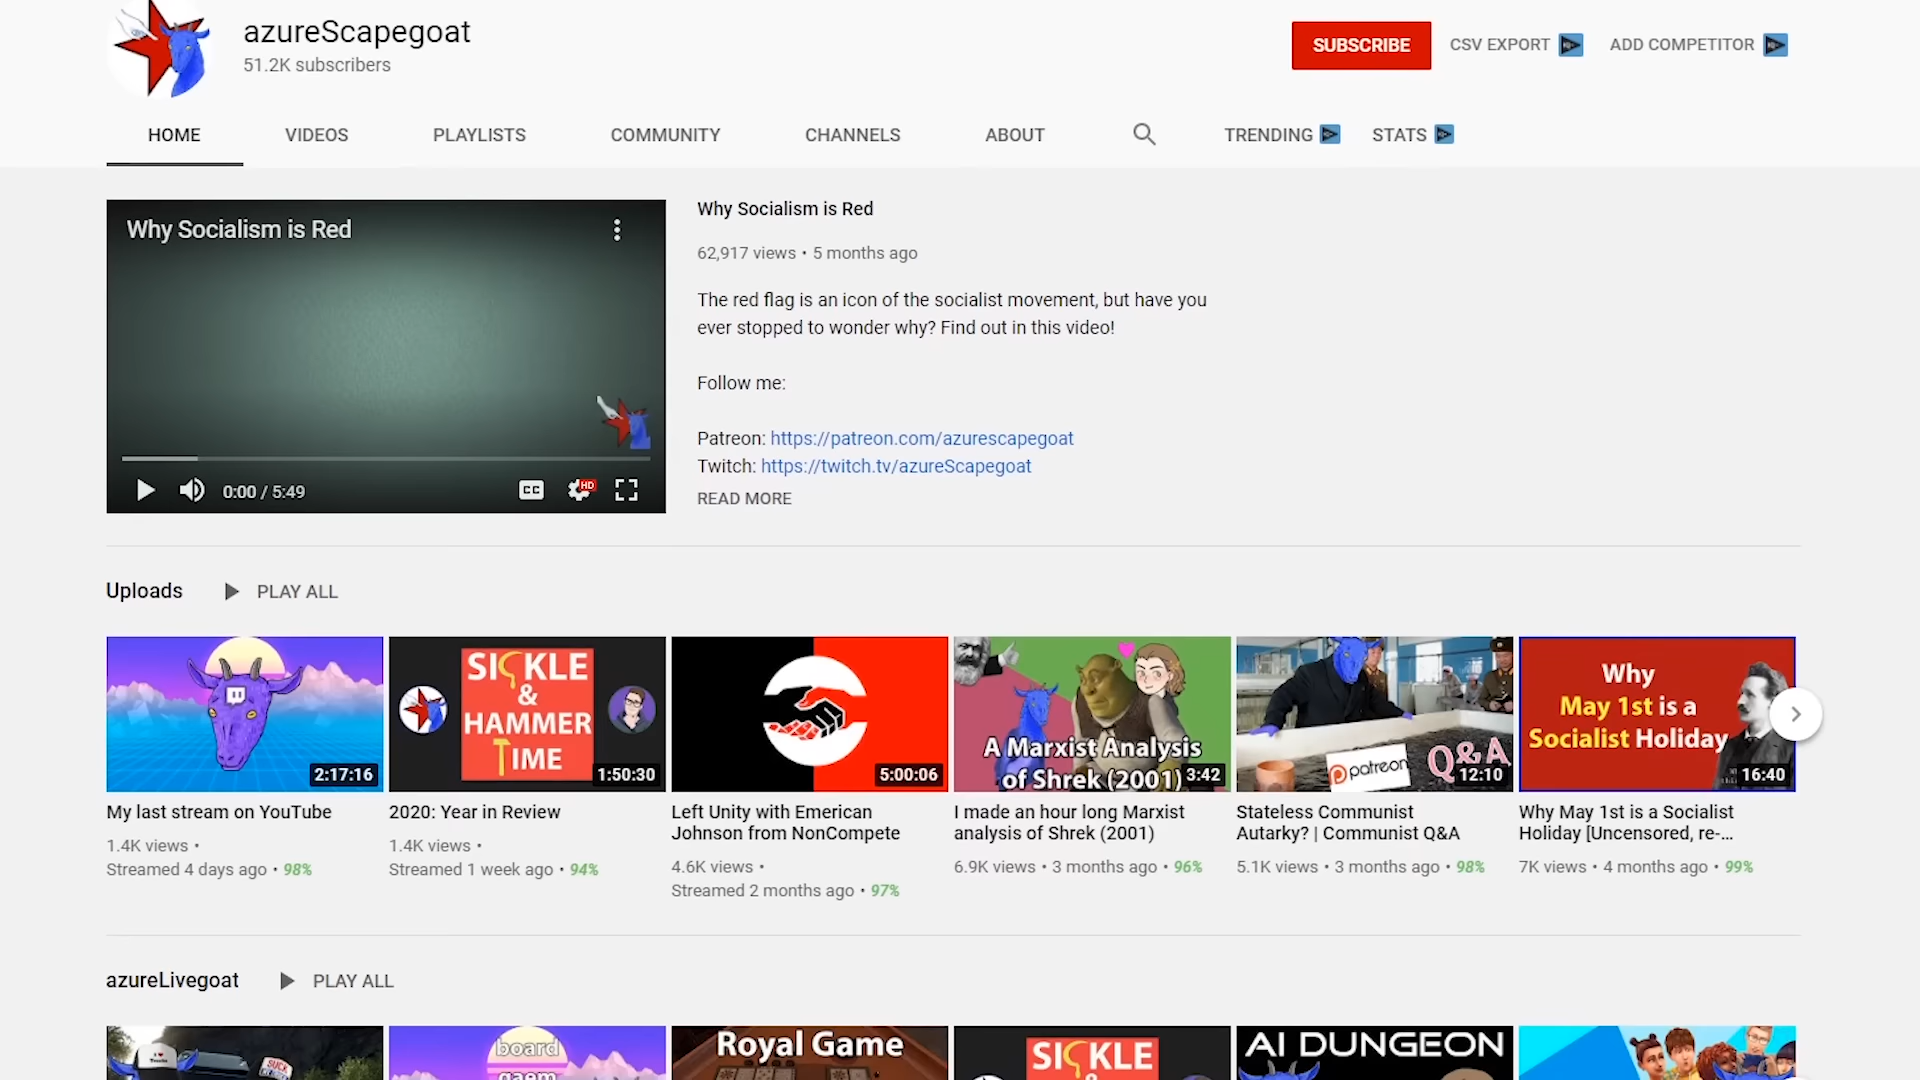 azureScapegoat
51.2K subscribers
SUBSCRIBE
CSV EXPORT
ADD COMPETITOR
HOME
VIDEOS
PLAYLISTS
COMMUNITY
CHANNELS
ABOUT
TRENDING
STATS
Why Socialism is Red
0:00 / 5:49
CC
HD
Why Socialism is Red
62,917 views • 5 months ago
The red flag is an icon of the socialist movement, but have you
ever stopped to wonder why? Find out in this video!
Follow me:
Patreon: https://patreon.com/azurescapegoat
Twitch: https://twitch.tv/azureScapegoat
READ MORE
Uploads
PLAY ALL
2:17:16
My last stream on YouTube
1.4K views •
Streamed 4 days ago • 98%
SICKLE
&
HAMMER
TIME
1:50:30
2020: Year in Review
1.4K views •
Streamed 1 week ago • 94%
5:00:06
Left Unity with Emerican
Johnson from NonCompete
4.6K views •
Streamed 2 months ago • 97%
A Marxist Analysis
of Shrek (2001)
3:42
I made an hour long Marxist
analysis of Shrek (2001)
6.9K views • 3 months ago • 96%
patreon
Q&A
12:10
Stateless Communist
Autarky? | Communist Q&A
5.1K views • 3 months ago • 98%
Why
May 1st is a
Socialist Holiday
16:40
Why May 1st is a Socialist
Holiday [Uncensored, re-...
7K views • 4 months ago • 99%
azureLivegoat
PLAY ALL
SUCK
board
gaem
Royal Game
SICKLE
&
AI DUNGEON